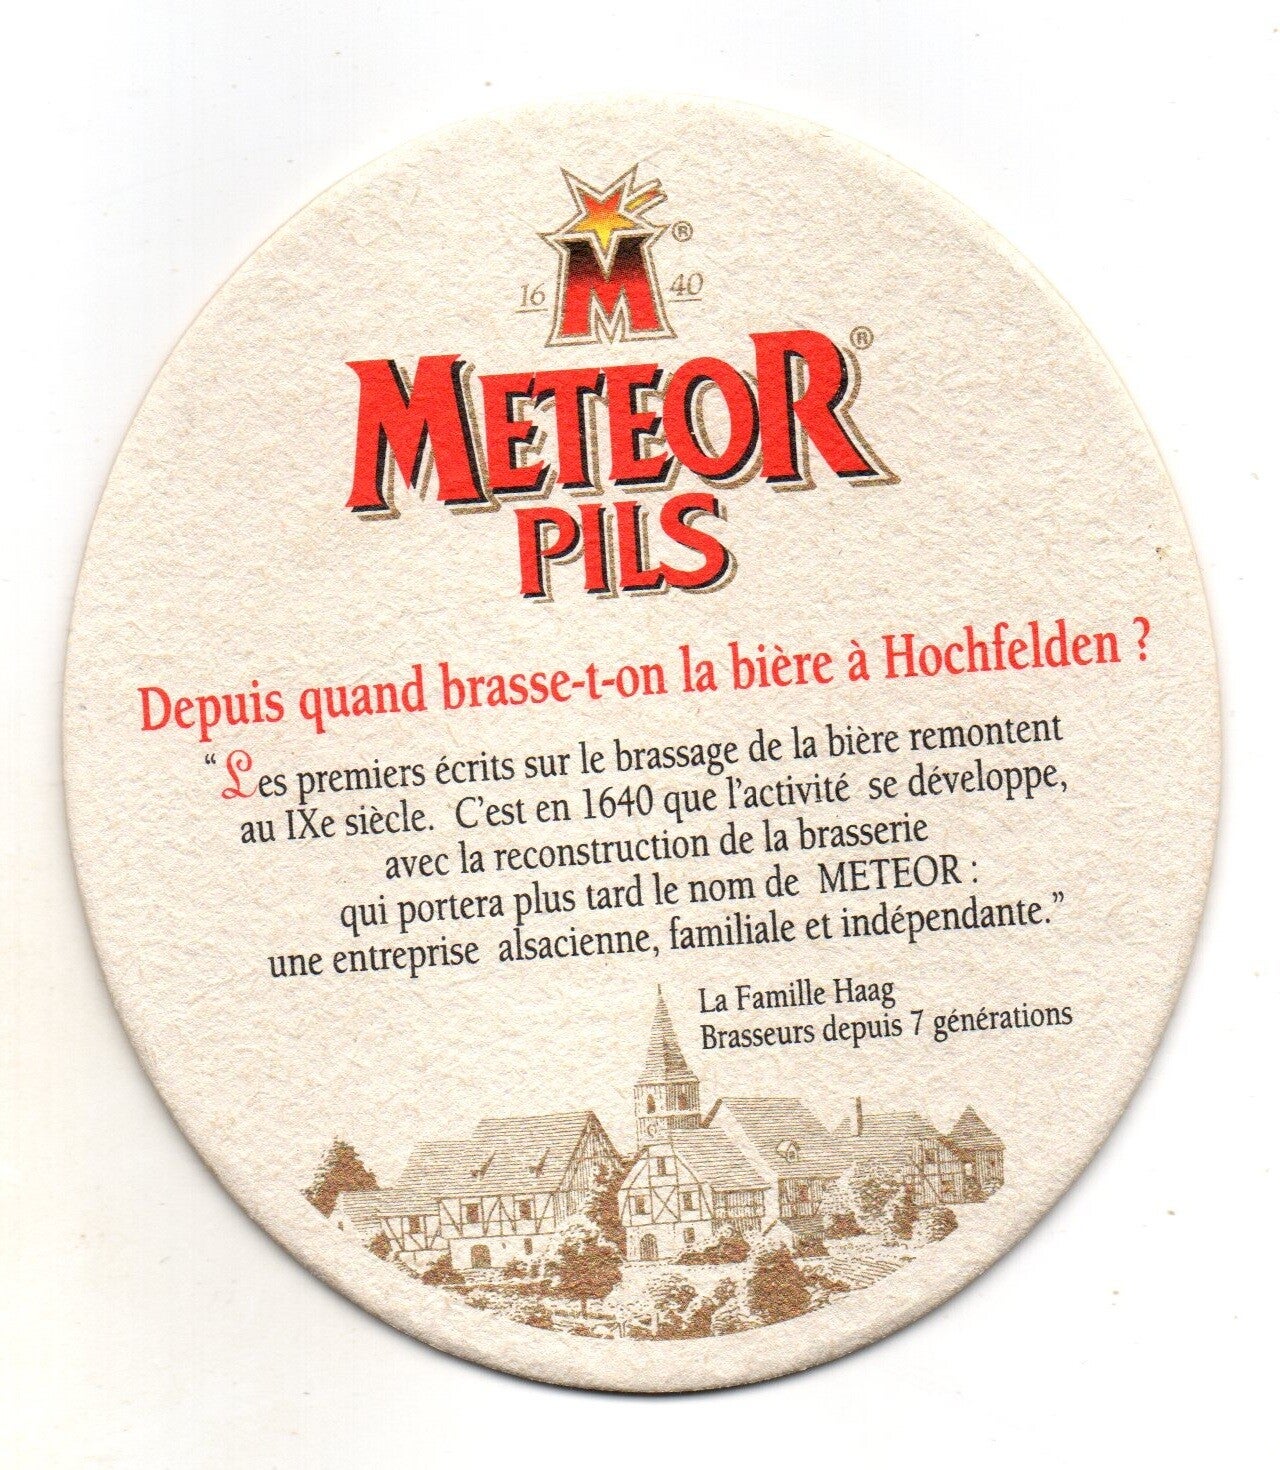 M®
16 40
METEOR®
PILS
Depuis quand brasse-t-on la bière à Hochfelden ?
“Les premiers écrits sur le brassage de la bière remontent
au IXe siècle. C’est en 1640 que l’activité se développe,
avec la reconstruction de la brasserie
qui portera plus tard le nom de METEOR :
une entreprise alsacienne, familiale et indépendante.”
La Famille Haag
Brasseurs depuis 7 générations